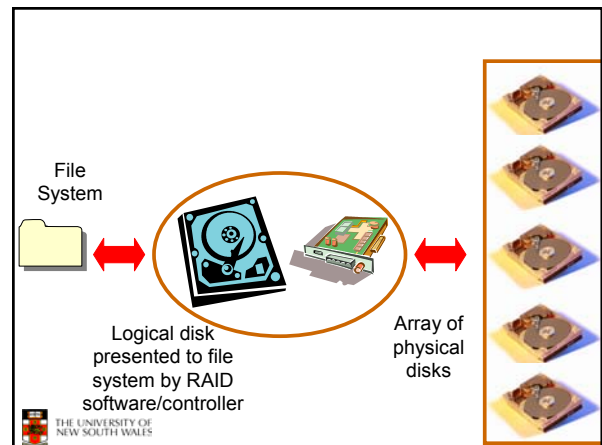 File
System
Logical disk
presented to file
system by RAID
software/controller
Array of
physical
disks
THE UNIVERSITY OF
NEW SOUTH WALES